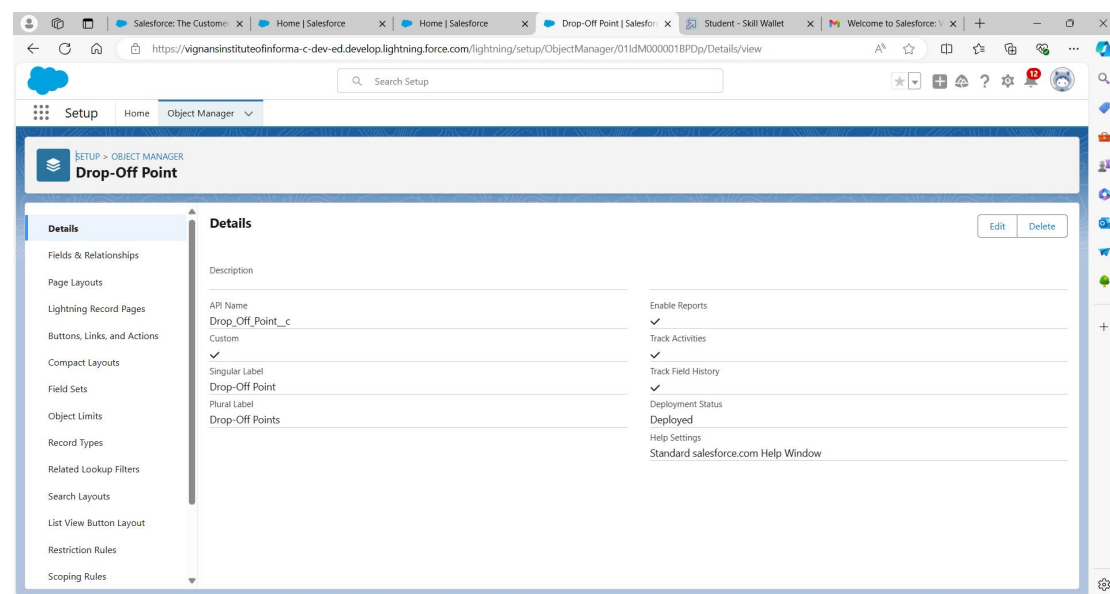 Salesforce: The Customer
Home | Salesforce
Home | Salesforce
Drop-Off Point | Salesforc
Student - Skill Wallet
Welcome to Salesforce: V
https://vignansinstituteofinforma-c-dev-ed.develop.lightning.force.com/lightning/setup/ObjectManager/01IdM000001BPDp/Details/view
Search Setup
12
Setup
Home
Object Manager
SETUP > OBJECT MANAGER
Drop-Off Point
Details
Fields & Relationships
Page Layouts
Lightning Record Pages
Buttons, Links, and Actions
Compact Layouts
Field Sets
Object Limits
Record Types
Related Lookup Filters
Search Layouts
List View Button Layout
Restriction Rules
Scoping Rules
Details
Edit
Delete
Description
API Name
Drop_Off_Point__c
Custom
Singular Label
Drop-Off Point
Plural Label
Drop-Off Points
Enable Reports
Track Activities
Track Field History
Deployment Status
Deployed
Help Settings
Standard salesforce.com Help Window